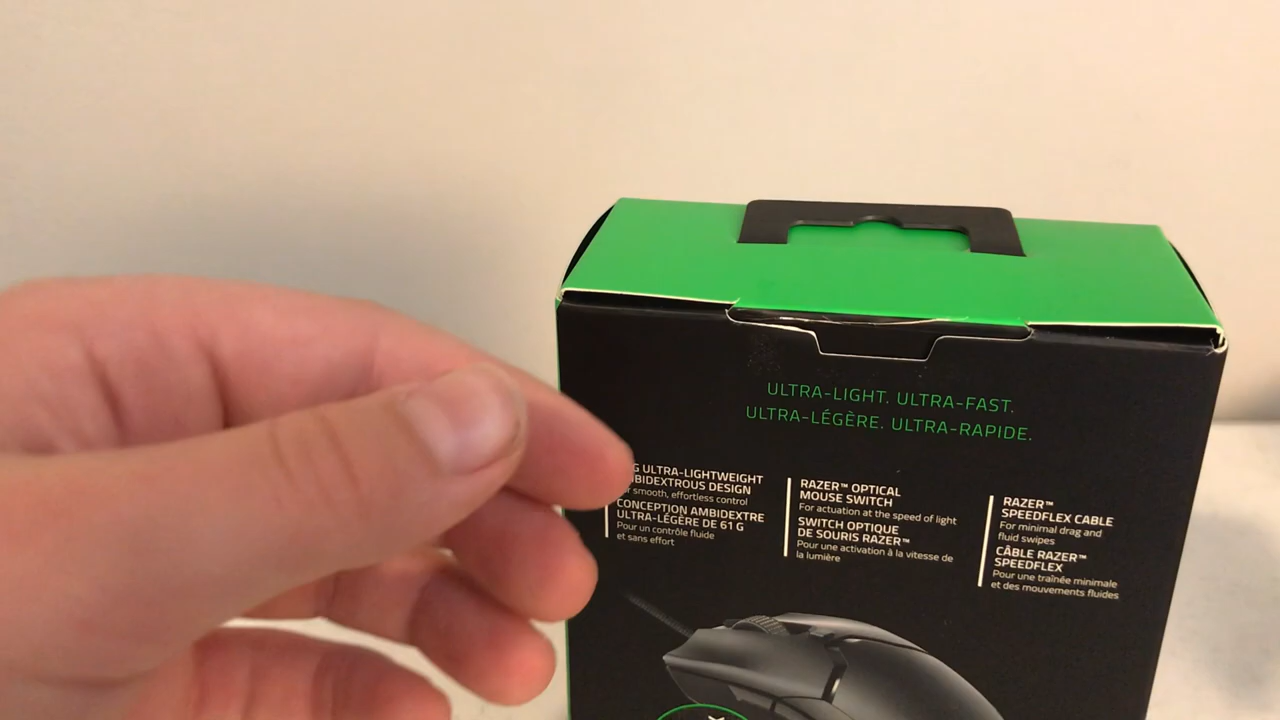 ULTRA-LIGHT. ULTRA-FAST.
ULTRA-LÉGÈRE. ULTRA-RAPIDE.
G ULTRA-LIGHTWEIGHT
DESIGN
smooth, effortless control
CONCEPTION AMBIDEXTRE
ULTRA-LÉGÈRE DE 61 G
Pour un contrôle fluide
et sans effort
RAZER™ OPTICAL
MOUSE SWITCH
For actuation at the speed of light
SWITCH OPTIQUE
DE SOURIS RAZER™
Pour une activation à la vitesse de
la lumière
RAZER™
SPEEDFLEX CABLE
For minimal drag and
fluid swipes
CÂBLE RAZER™
SPEEDFLEX
Pour une traînée minimale
et des mouvements fluides